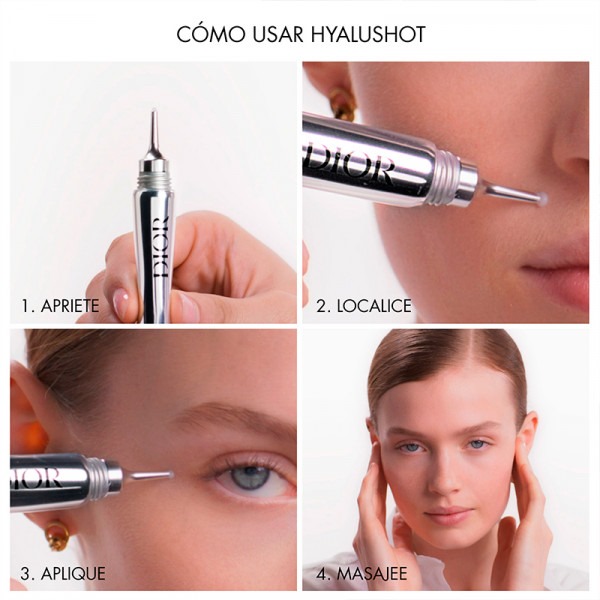 CÓMO USAR HYALUSHOT
DIOR
1. APRIETE
DIOR
2. LOCALICE
DIOR
3. APLIQUE
4. MASAJEE